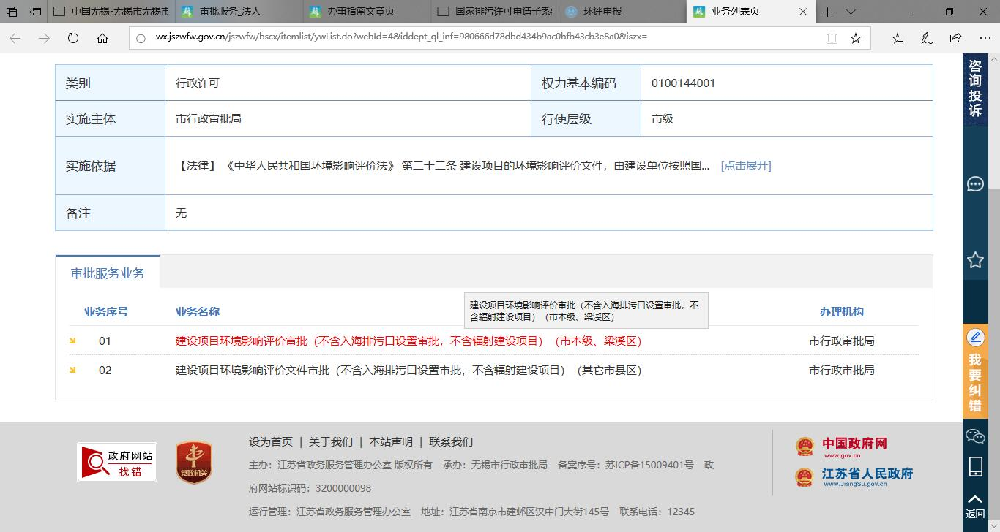 中国无锡-无锡市无锡市
审批服务_法人
办事指南文章页
国家排污许可申请子系
环评申报
业务列表页
wx.jszwfw.gov.cn/jszwfw/bscx/itemlist/ywList.do?webId=4&iddept_ql_inf=980666d78dbd434b9ac0bfb43cb3e8a0&iszx=
类别 行政许可 权力基本编码 0100144001
实施主体 市行政审批局 行使层级 市级
实施依据 【法律】《中华人民共和国环境影响评价法》 第二十二条 建设项目的环境影响评价文件，由建设单位按照国... [点击展开]
备注 无
审批服务业务
业务序号 业务名称 办理机构
建设项目环境影响评价审批（不含入海排污口设置审批，不
含辐射建设项目）（市本级、梁溪区）
01 建设项目环境影响评价审批（不含入海排污口设置审批，不含辐射建设项目）（市本级、梁溪区） 市行政审批局
02 建设项目环境影响评价文件审批（不含入海排污口设置审批，不含辐射建设项目）（其它市县区） 市行政审批局
咨询投诉
我要纠错
返回
政府网站
找错
党政机关
设为首页 | 关于我们 | 本站声明 | 联系我们
主办：江苏省政务服务管理办公室 版权所有 承办：无锡市行政审批局 备案序号：苏ICP备15009401号 政
府网站标识码：3200000098
运行管理：江苏省政务服务管理办公室 地址：江苏省南京市建邺区汉中门大街145号 联系电话：12345
中国政府网
www.gov.cn
江苏省人民政府
www.JiangSu.gov.cn